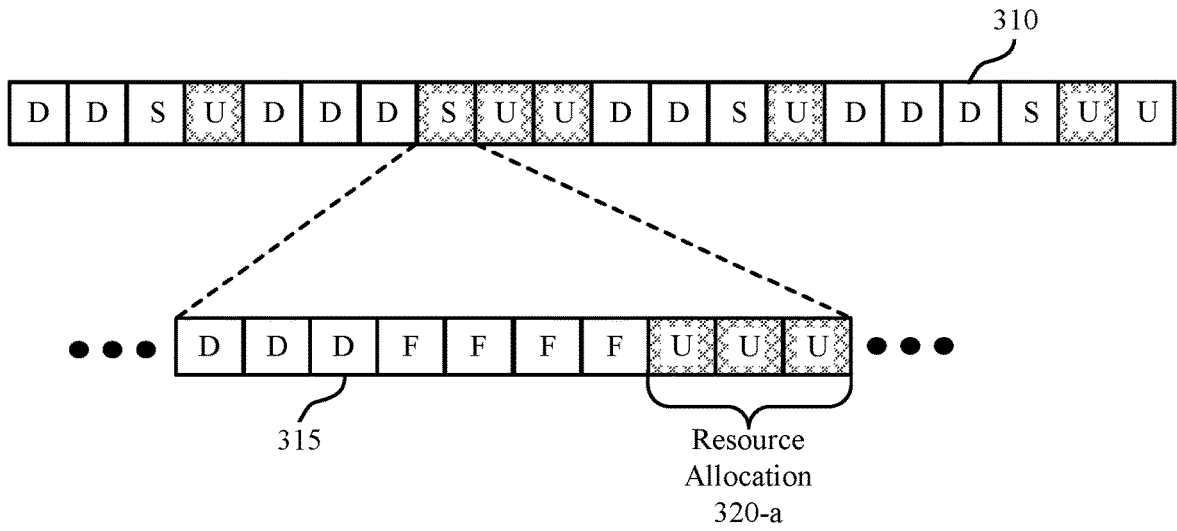 310
D D S U D D D S U U D D S U D D D S U U
D D D F F F F U U U
315
Resource
Allocation
320-a